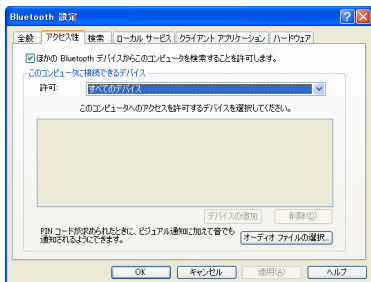 Bluetooth 設定
全般 アクセス性 検索 ローカル サービス クライアント アプリケーション ハードウェア
ほかの Bluetooth デバイスからこのコンピュータを検索することを許可します。
このコンピュータに接続できるデバイス
許可: すべてのデバイス
このコンピュータへのアクセスを許可するデバイスを選択してください。
デバイスの追加 削除(D)
PIN コードが求められたときに、ビジュアル通知に加えて音でも
通知されるようにできます。
オーディオ ファイルの選択..
OK キャンセル 適用(A) ヘルプ